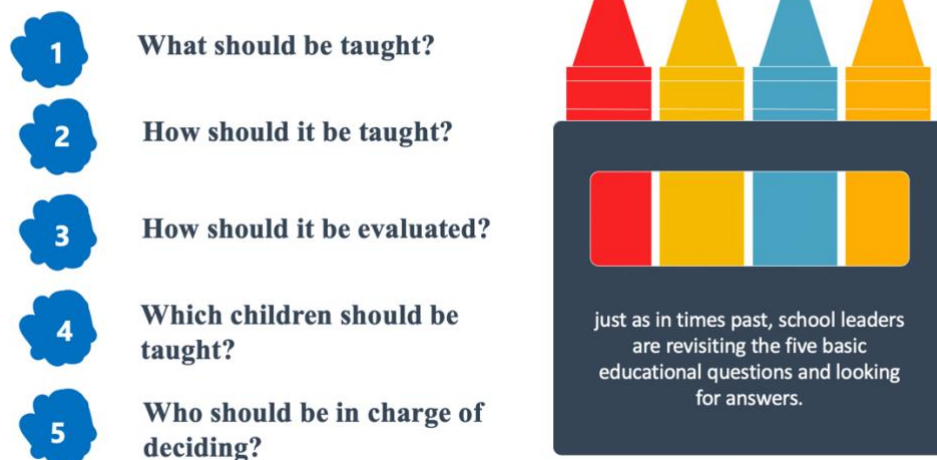 1
What should be taught?
2
How should it be taught?
3
How should it be evaluated?
4
Which children should be
taught?
5
Who should be in charge of
deciding?
just as in times past, school leaders
are revisiting the five basic
educational questions and looking
for answers.